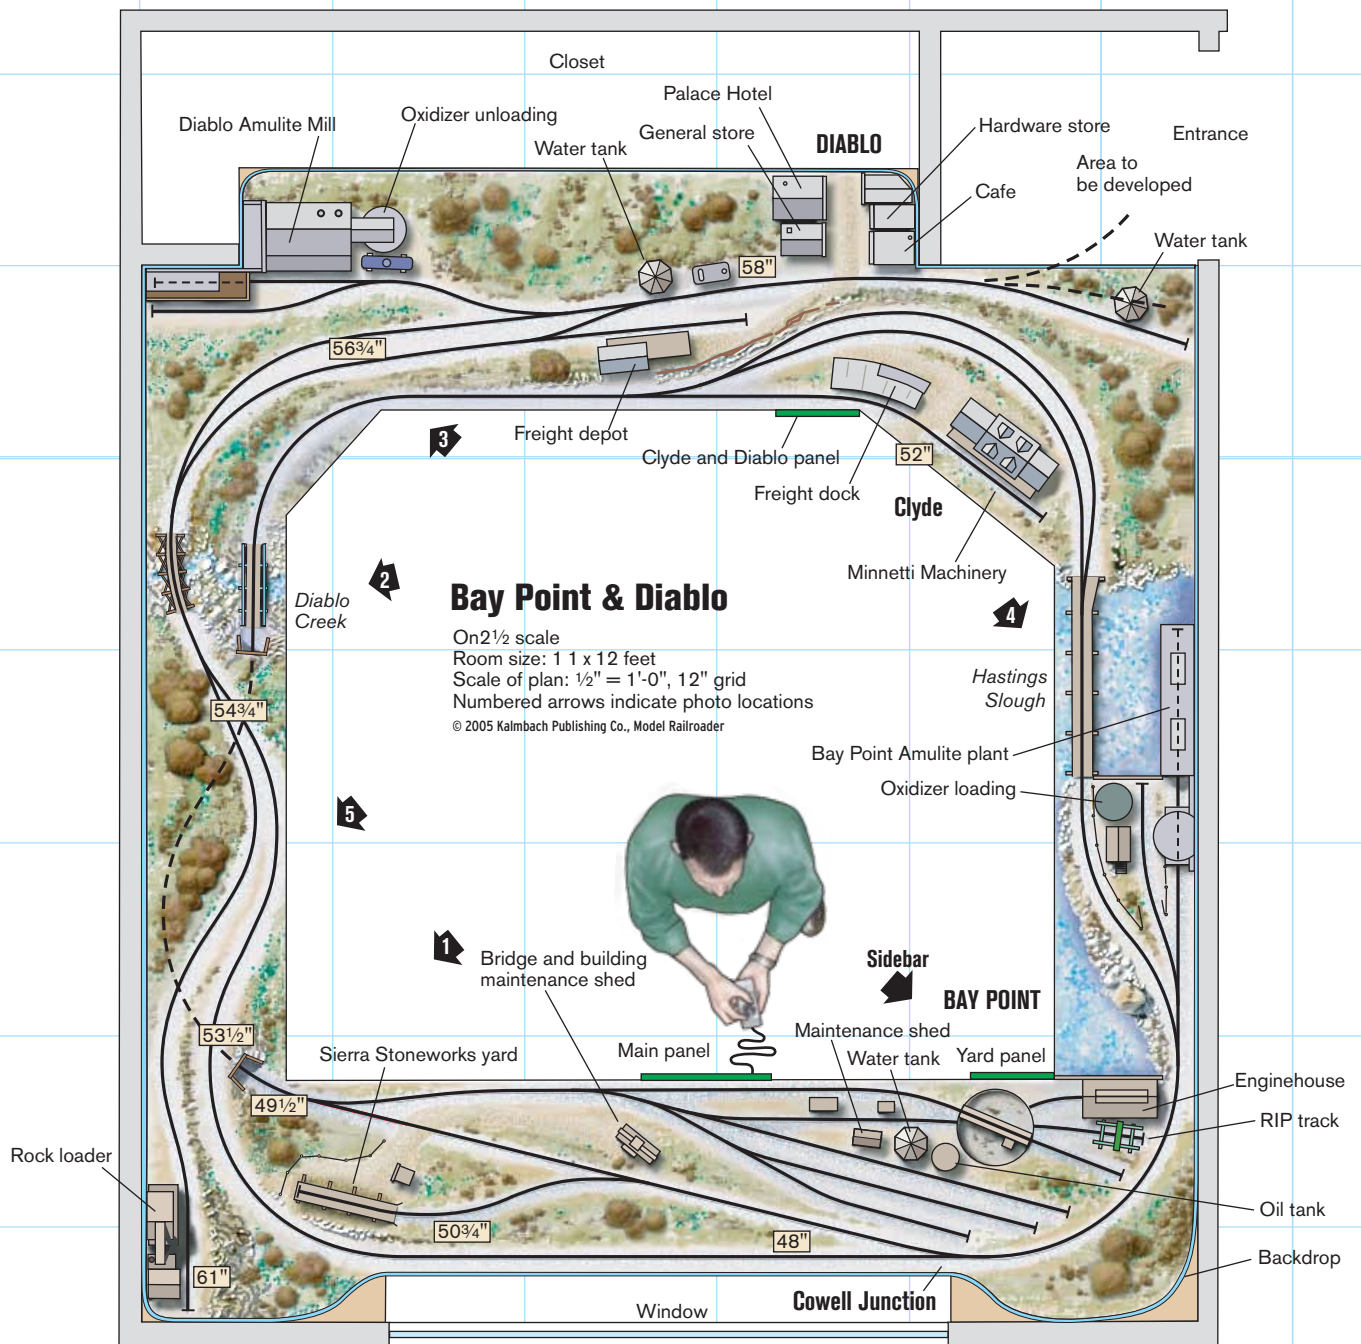 Closet
Palace Hotel
Diablo Amulite Mill
Oxidizer unloading
General store
Water tank
DIABLO
Hardware store
Entrance
Area to
be developed
Cafe
Water tank
58"
56¾"
Freight depot
3
Clyde and Diablo panel
52"
Freight dock
Clyde
Minnetti Machinery
2
Diablo
Creek
4
Bay Point & Diablo
On2½ scale
Room size: 1 1 x 12 feet
Scale of plan: ½" = 1'-0", 12" grid
Numbered arrows indicate photo locations
© 2005 Kalmbach Publishing Co., Model Railroader
Hastings
Slough
54¾"
Bay Point Amulite plant
Oxidizer loading
5
1
Bridge and building
maintenance shed
Sidebar
BAY POINT
53½"
Sierra Stoneworks yard
Main panel
Maintenance shed
Water tank
Yard panel
Enginehouse
49½"
RIP track
Rock loader
Oil tank
50¾"
48"
Backdrop
61"
Window
Cowell Junction